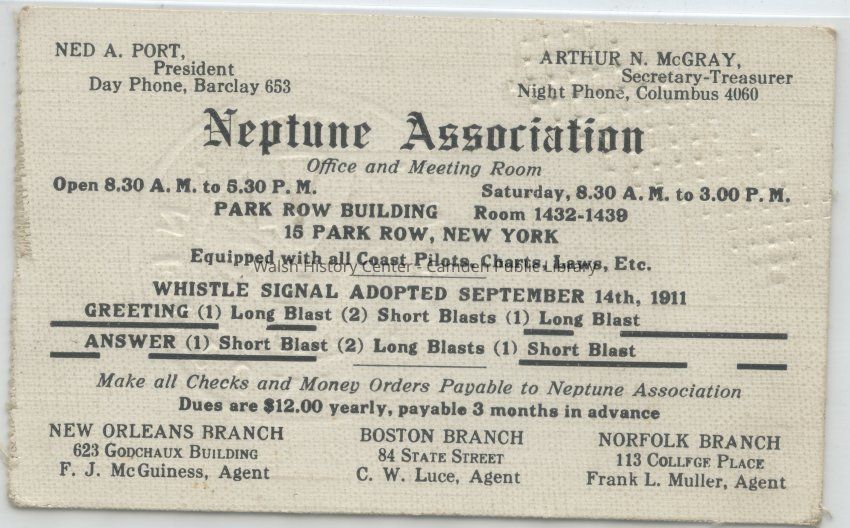 NED A. PORT,
President
Day Phone, Barclay 653
ARTHUR N. McGRAY,
Secretary-Treasurer
Night Phone, Columbus 4060
Neptune Association
Office and Meeting Room
Open 8.30 A. M. to 5.30 P. M.
Saturday, 8.30 A. M. to 3.00 P. M.
PARK ROW BUILDING Room 1432-1439
15 PARK ROW, NEW YORK
Equipped with all Coast Pilots, Charts, Laws, Etc.
Walsh History Center - Camden Public Library
WHISTLE SIGNAL ADOPTED SEPTEMBER 14th, 1911
GREETING (1) Long Blast (2) Short Blasts (1) Long Blast
ANSWER (1) Short Blast (2) Long Blasts (1) Short Blast
Make all Checks and Money Orders Payable to Neptune Association
Dues are $12.00 yearly, payable 3 months in advance
NEW ORLEANS BRANCH
623 GODCHAUX BUILDING
F. J. McGuiness, Agent
BOSTON BRANCH
84 STATE STREET
C. W. Luce, Agent
NORFOLK BRANCH
113 COLLFGE PLACE
Frank L. Muller, Agent